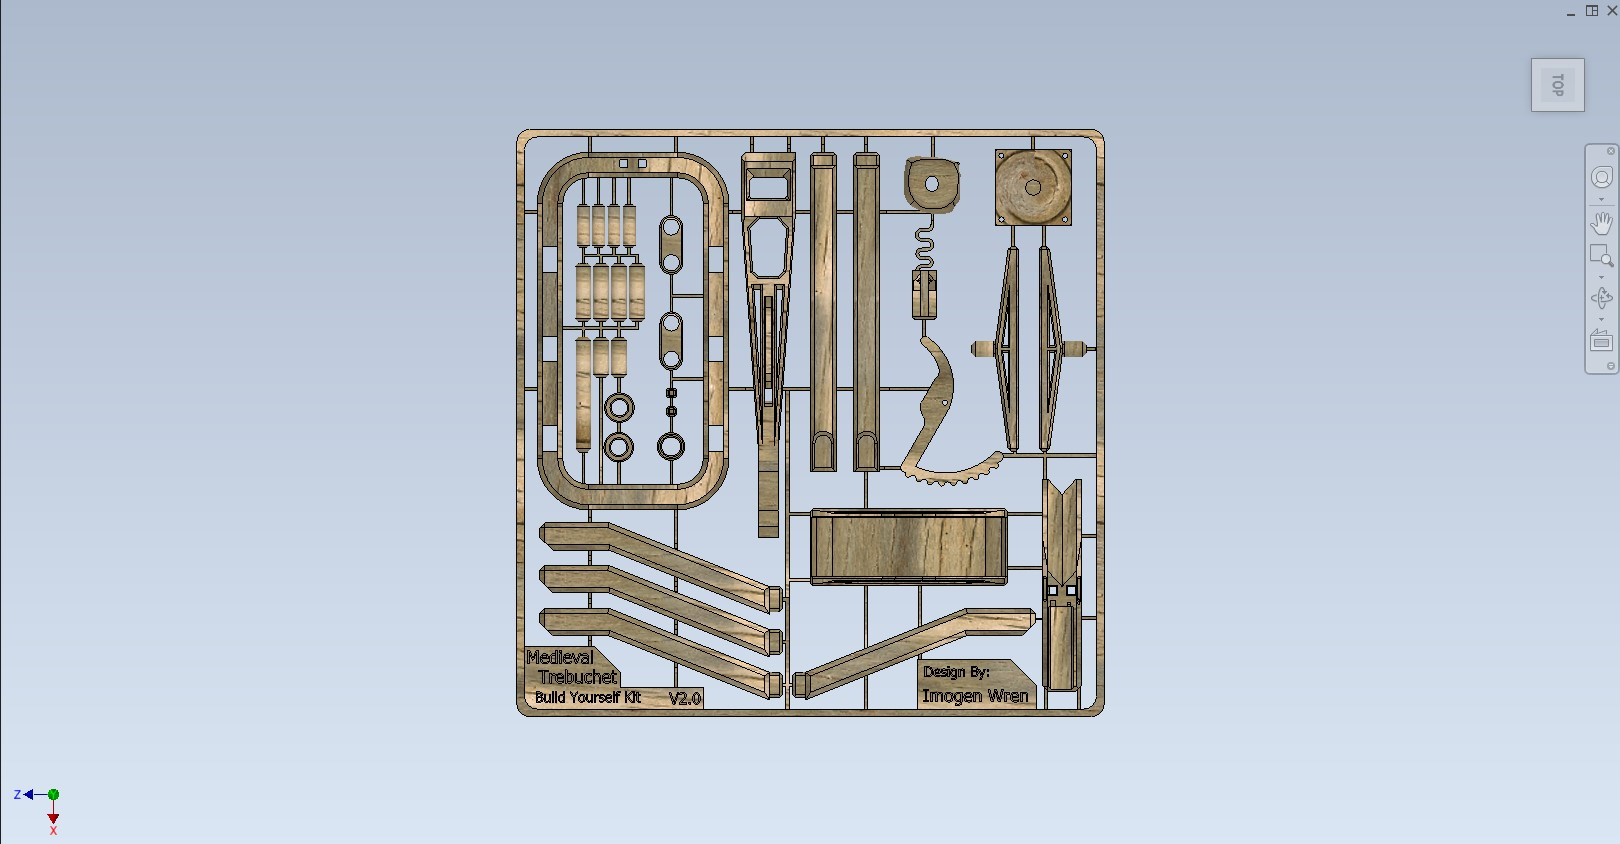 TOP
Medieval
Trebuchet
Build Yourself Kit V2.0
Design By:
Imogen Wren
Z
X